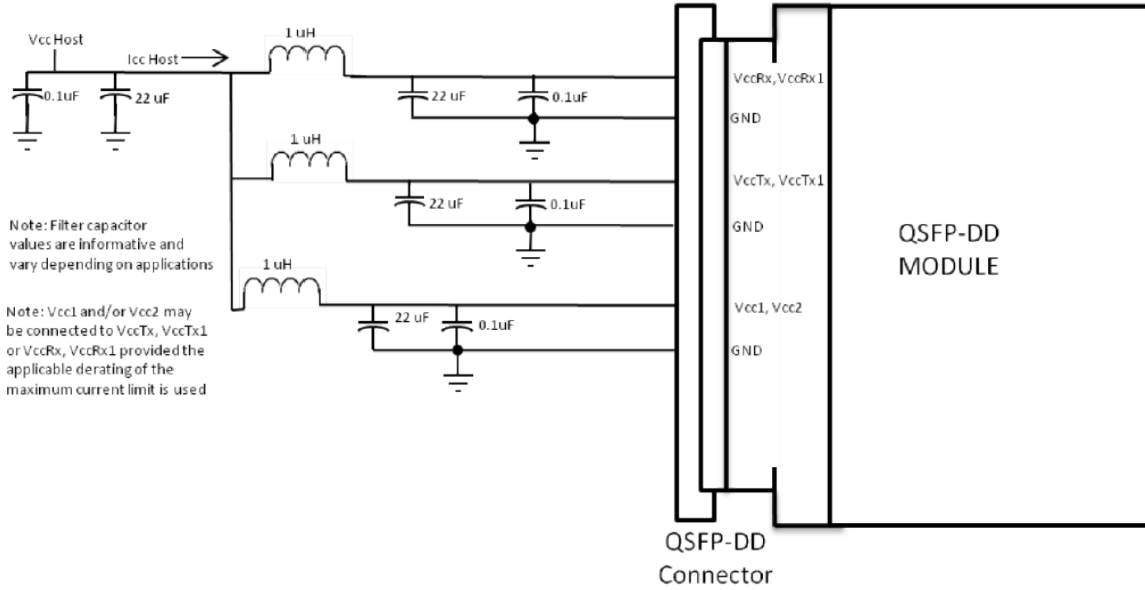 1 uH
Vcc Host
Icc Host
0.1uF
22 uF
22 uF
0.1uF
VccRx, VccRx1
GND
1 uH
22 uF
0.1uF
VccTx, VccTx1
GND
Note: Filter capacitor
values are informative and
vary depending on applications
1 uH
22 uF
0.1uF
Vcc1, Vcc2
GND
Note: Vcc1 and/or Vcc2 may
be connected to VccTx, VccTx1
or VccRx, VccRx1 provided the
applicable derating of the
maximum current limit is used
QSFP-DD
MODULE
QSFP-DD
Connector